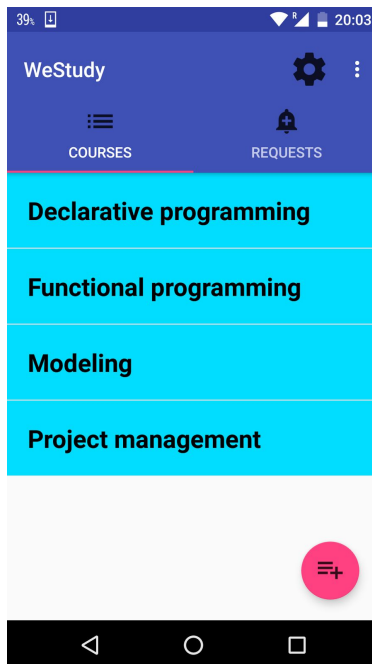 39%
R
20:03
WeStudy
COURSES
REQUESTS
Declarative programming
Functional programming
Modeling
Project management